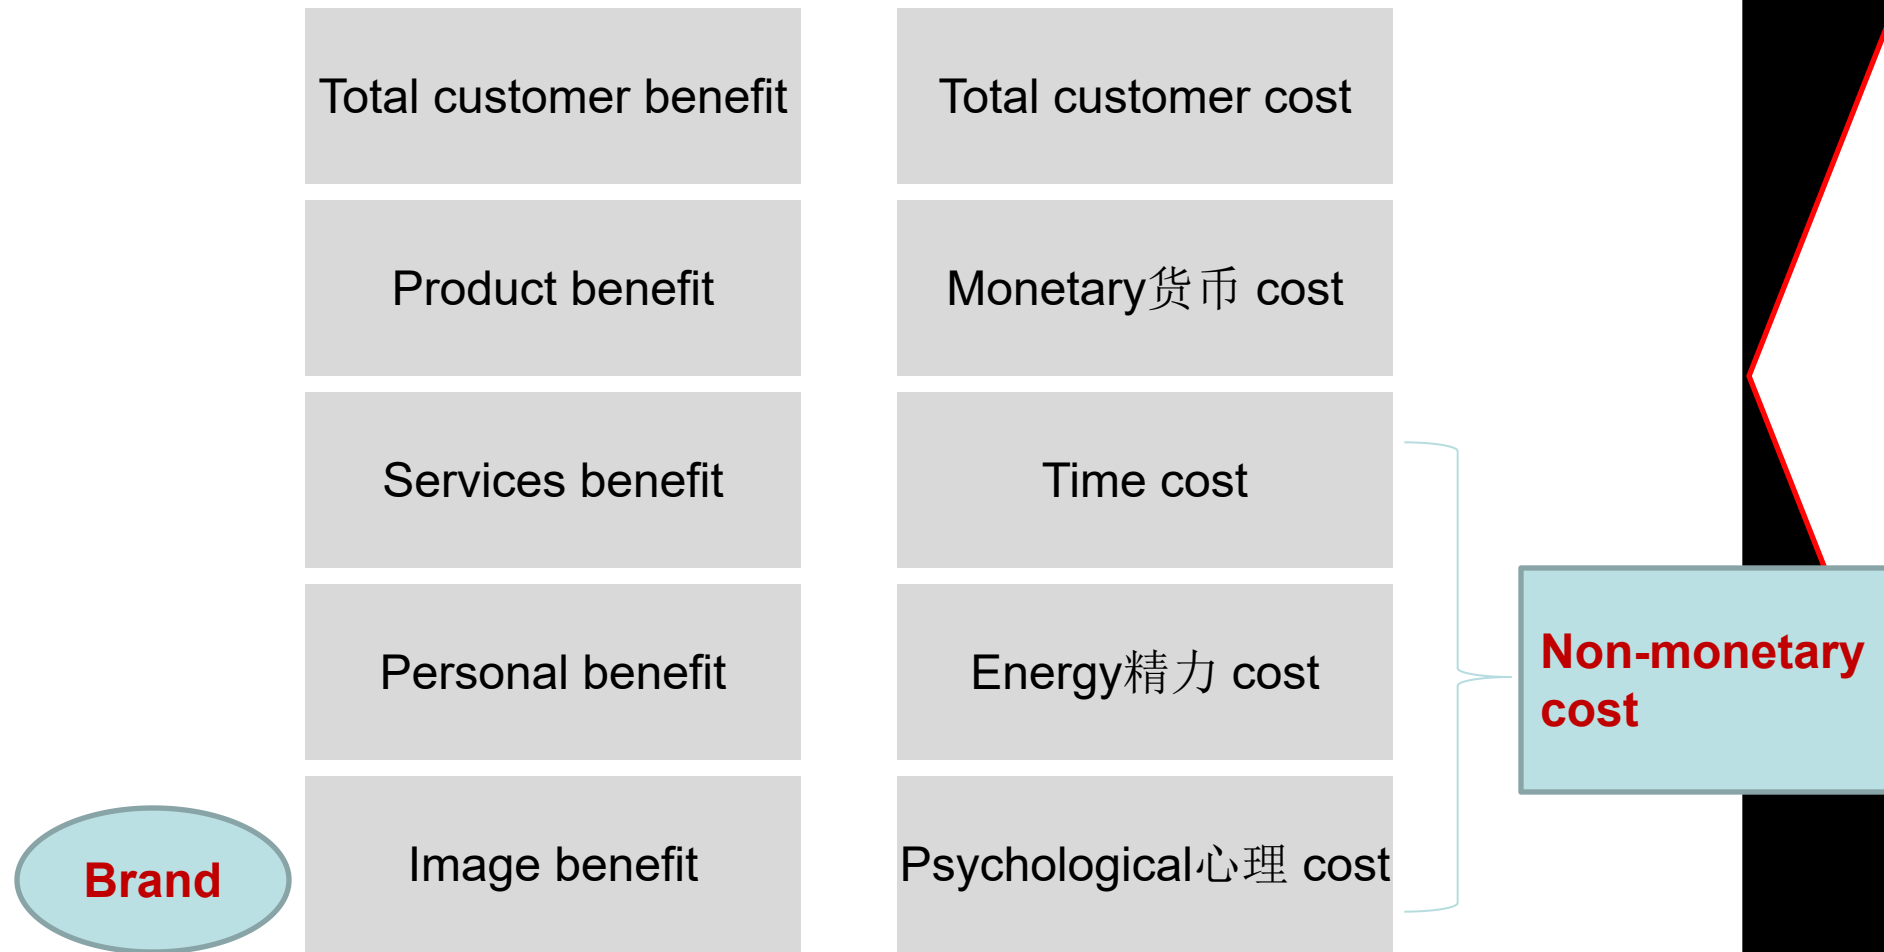 Total customer benefit
Total customer cost
Product benefit
Monetary货币 cost
Services benefit
Time cost
Personal benefit
Energy精力 cost
Non-monetary
cost
Brand
Image benefit
Psychological心理 cost